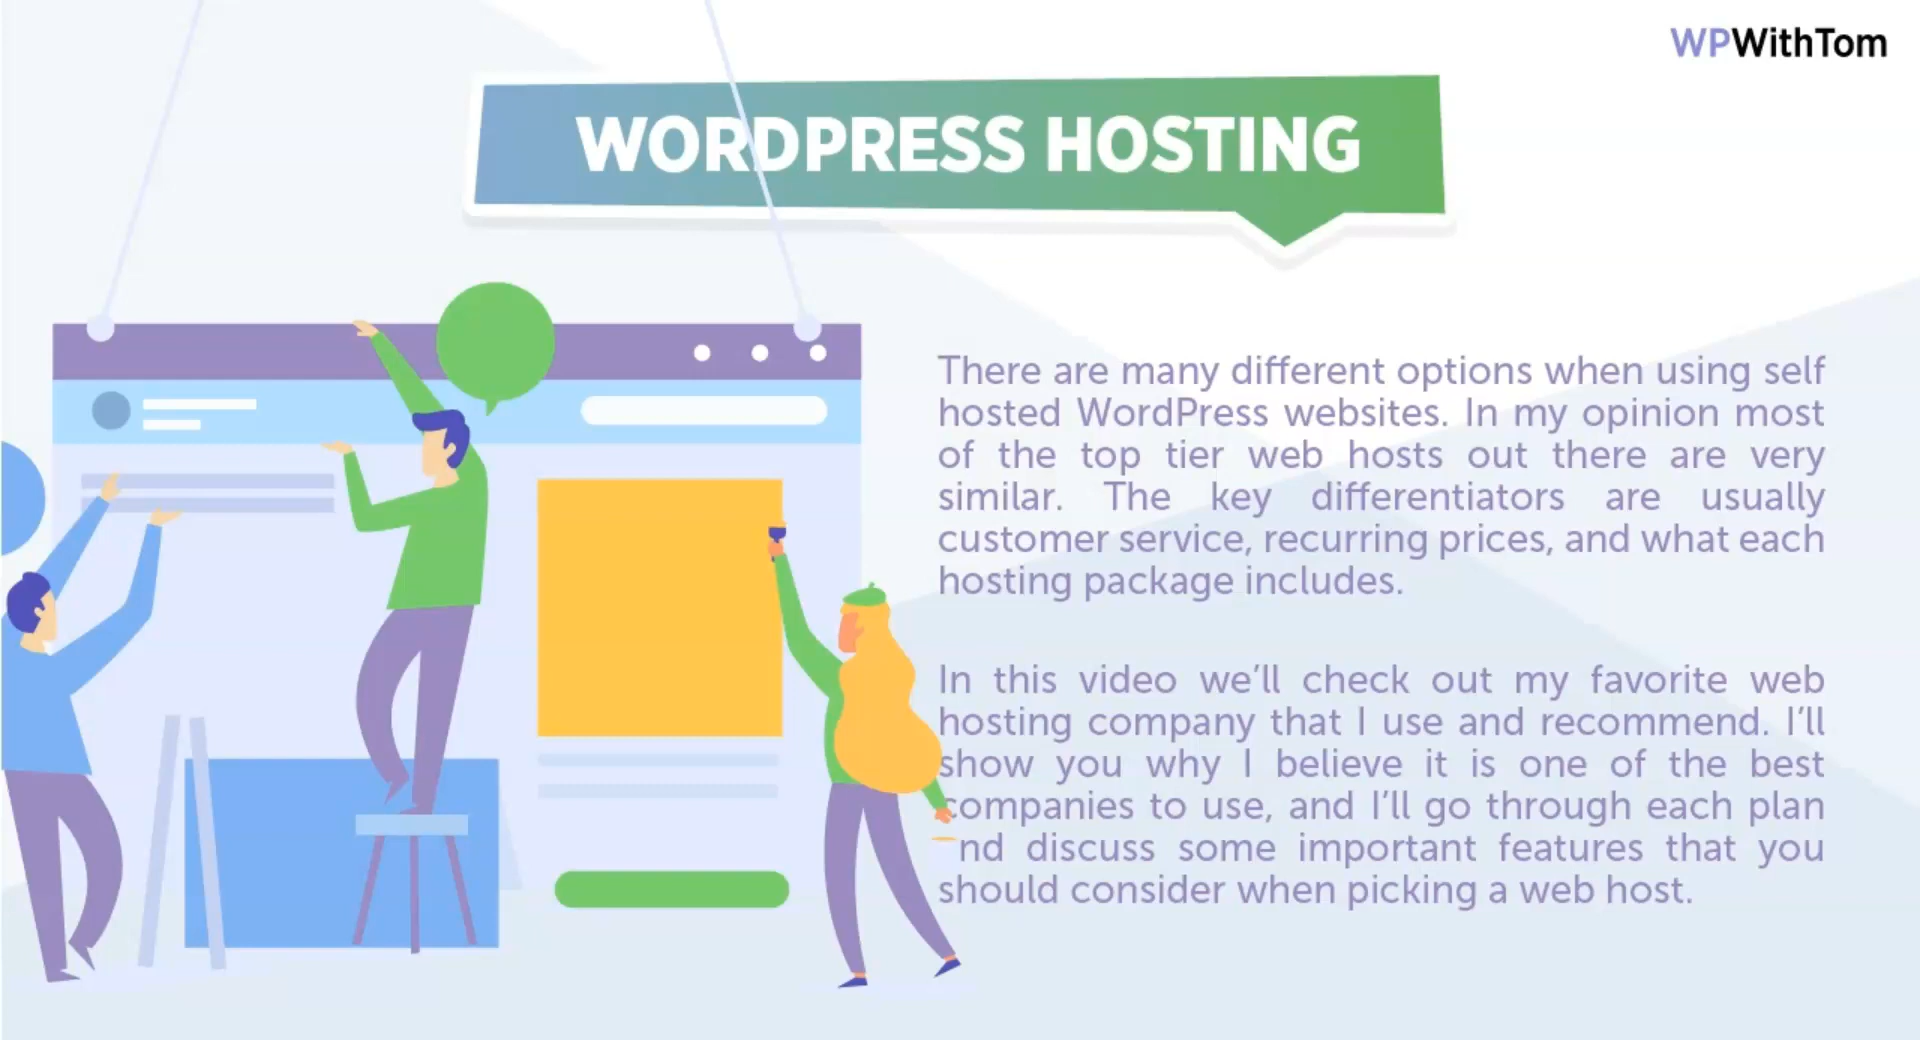 WPWithTom
WORDPRESS HOSTING
There are many different options when using self
hosted WordPress websites. In my opinion most
of the top tier web hosts out there are very
similar. The key differentiators are usually
customer service, recurring prices, and what each
hosting package includes.
In this video we'll check out my favorite web
hosting company that I use and recommend. I'll
show you why I believe it is one of the best
companies to use, and I'll go through each plan
nd discuss some important features that you
should consider when picking a web host.